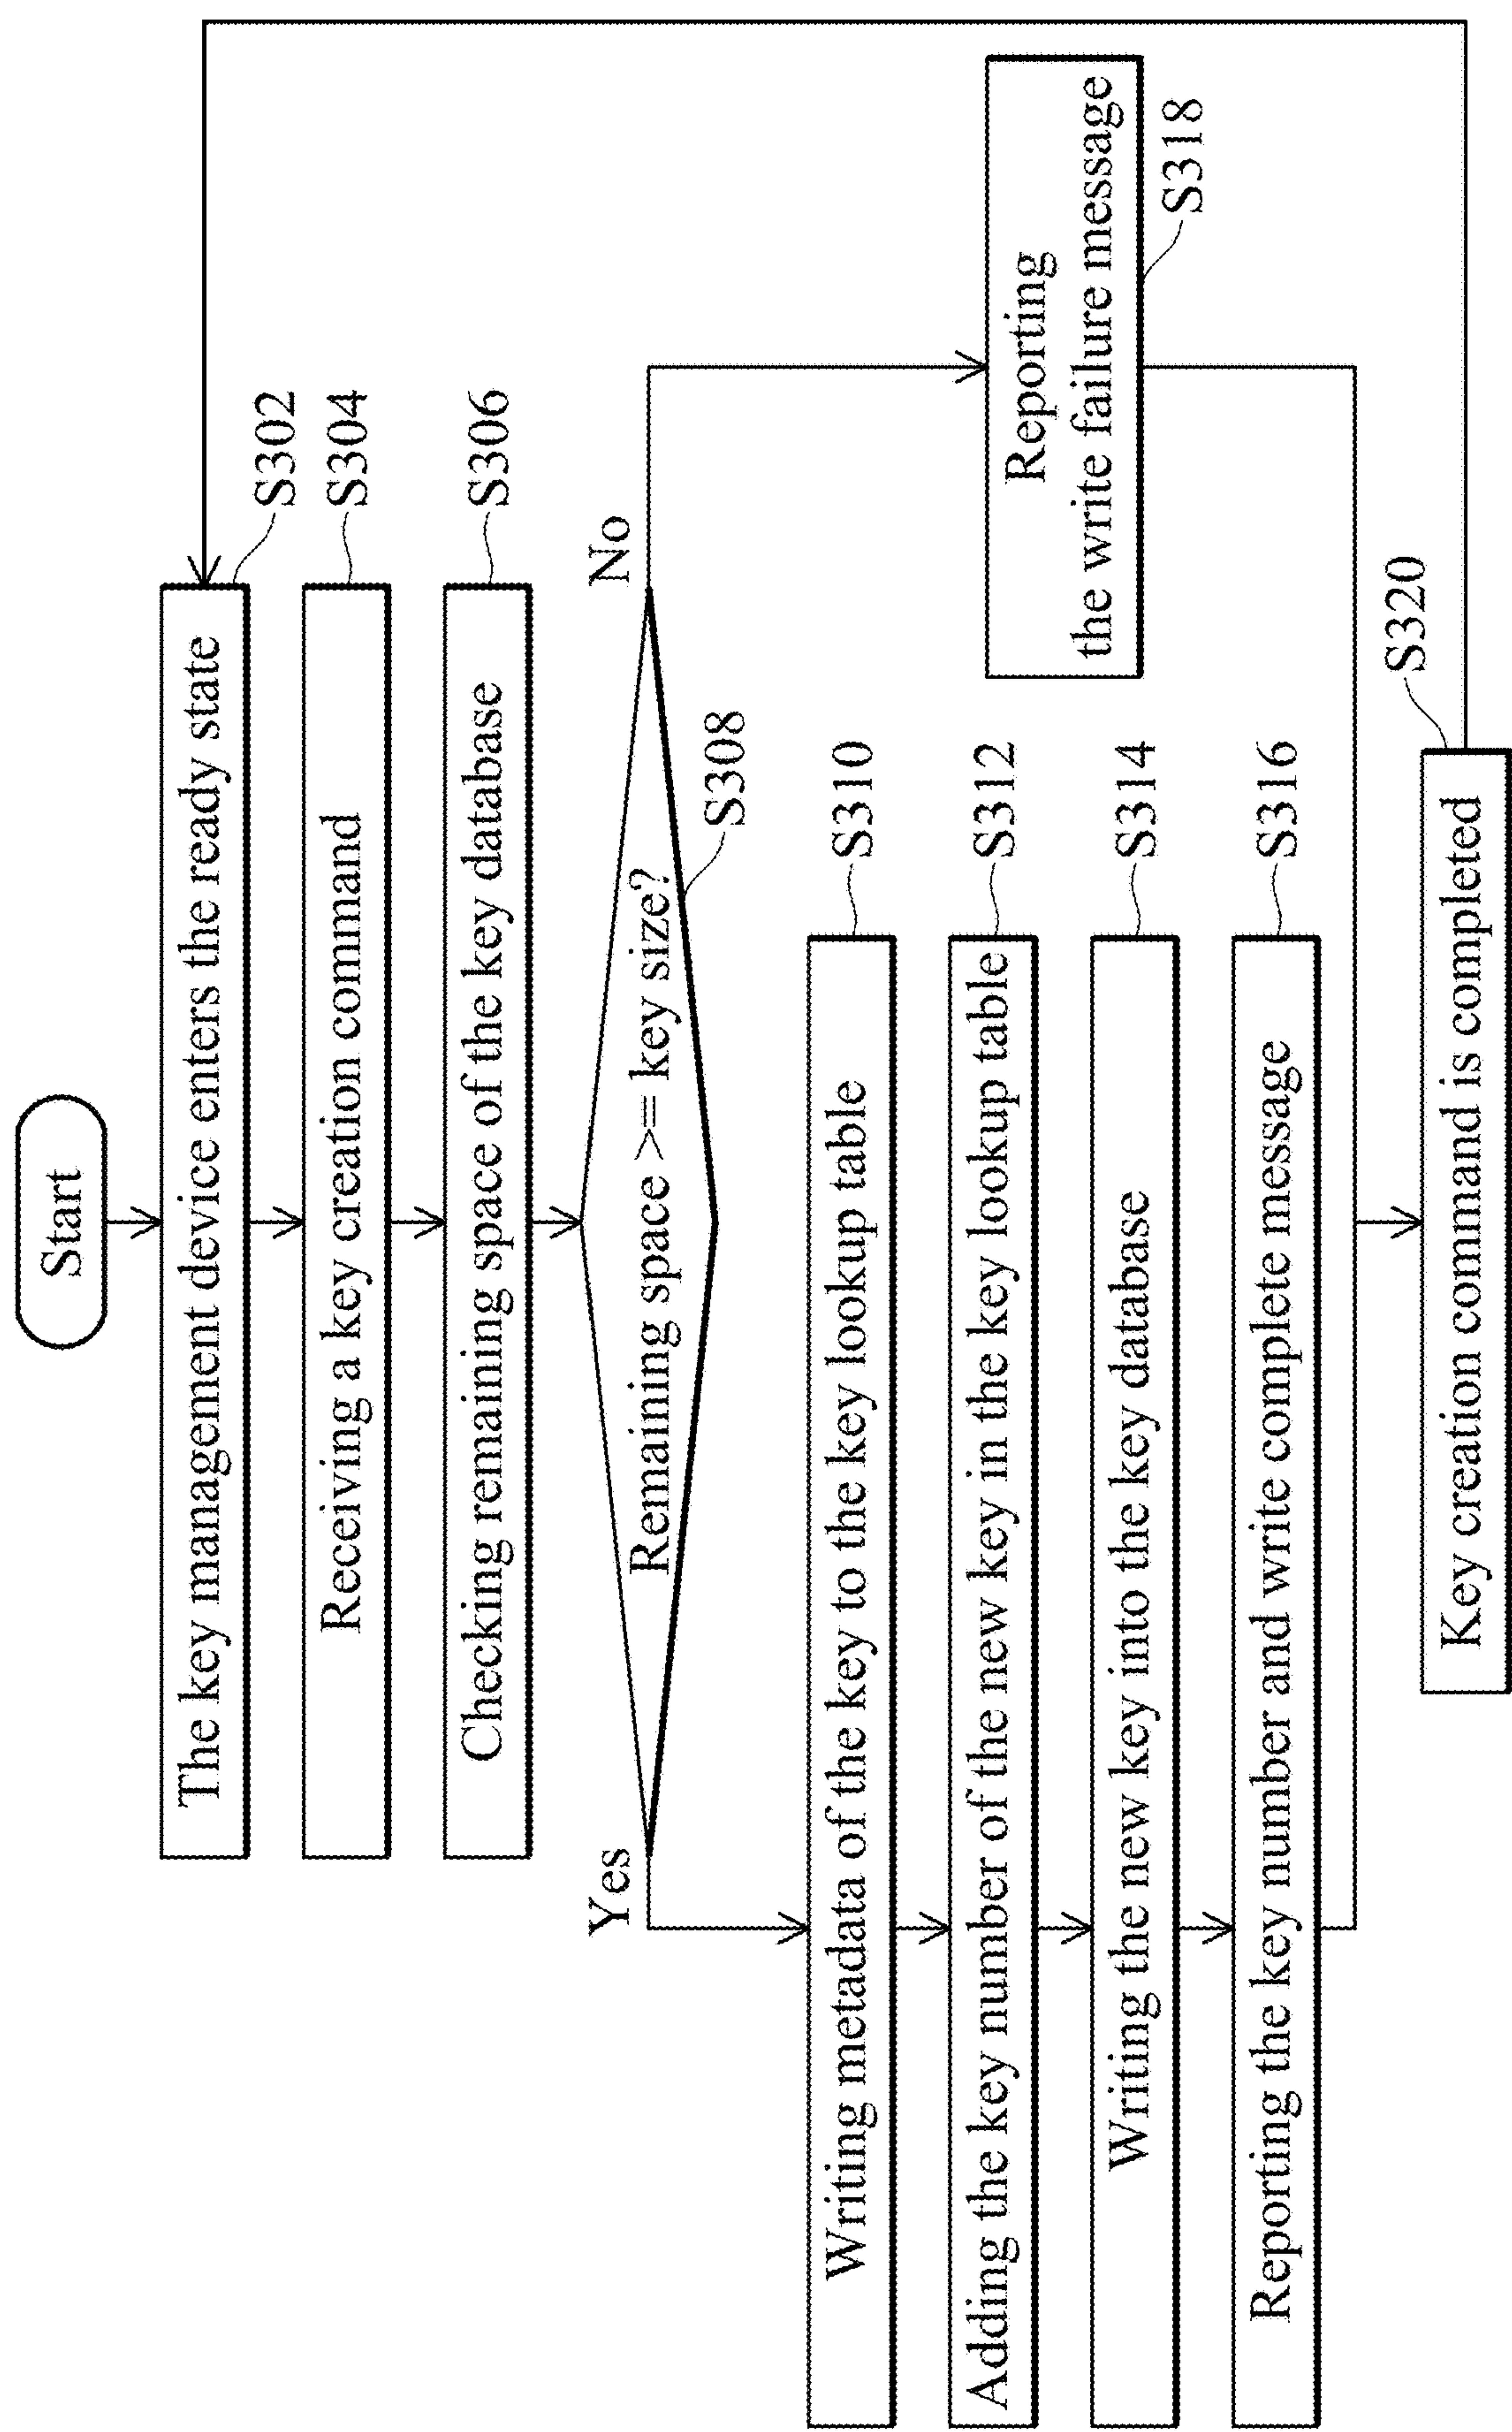 Start
The key management device enters the ready state
S302
Receiving a key creation command
S304
Checking remaining space of the key database
S306
Remaining space >= key size?
S308
Yes
No
Writing metadata of the key to the key lookup table
S310
Adding the key number of the new key in the key lookup table
S312
Writing the new key into the key database
S314
Reporting the key number and write complete message
S316
Reporting
the write failure message
S318
Key creation command is completed
S320